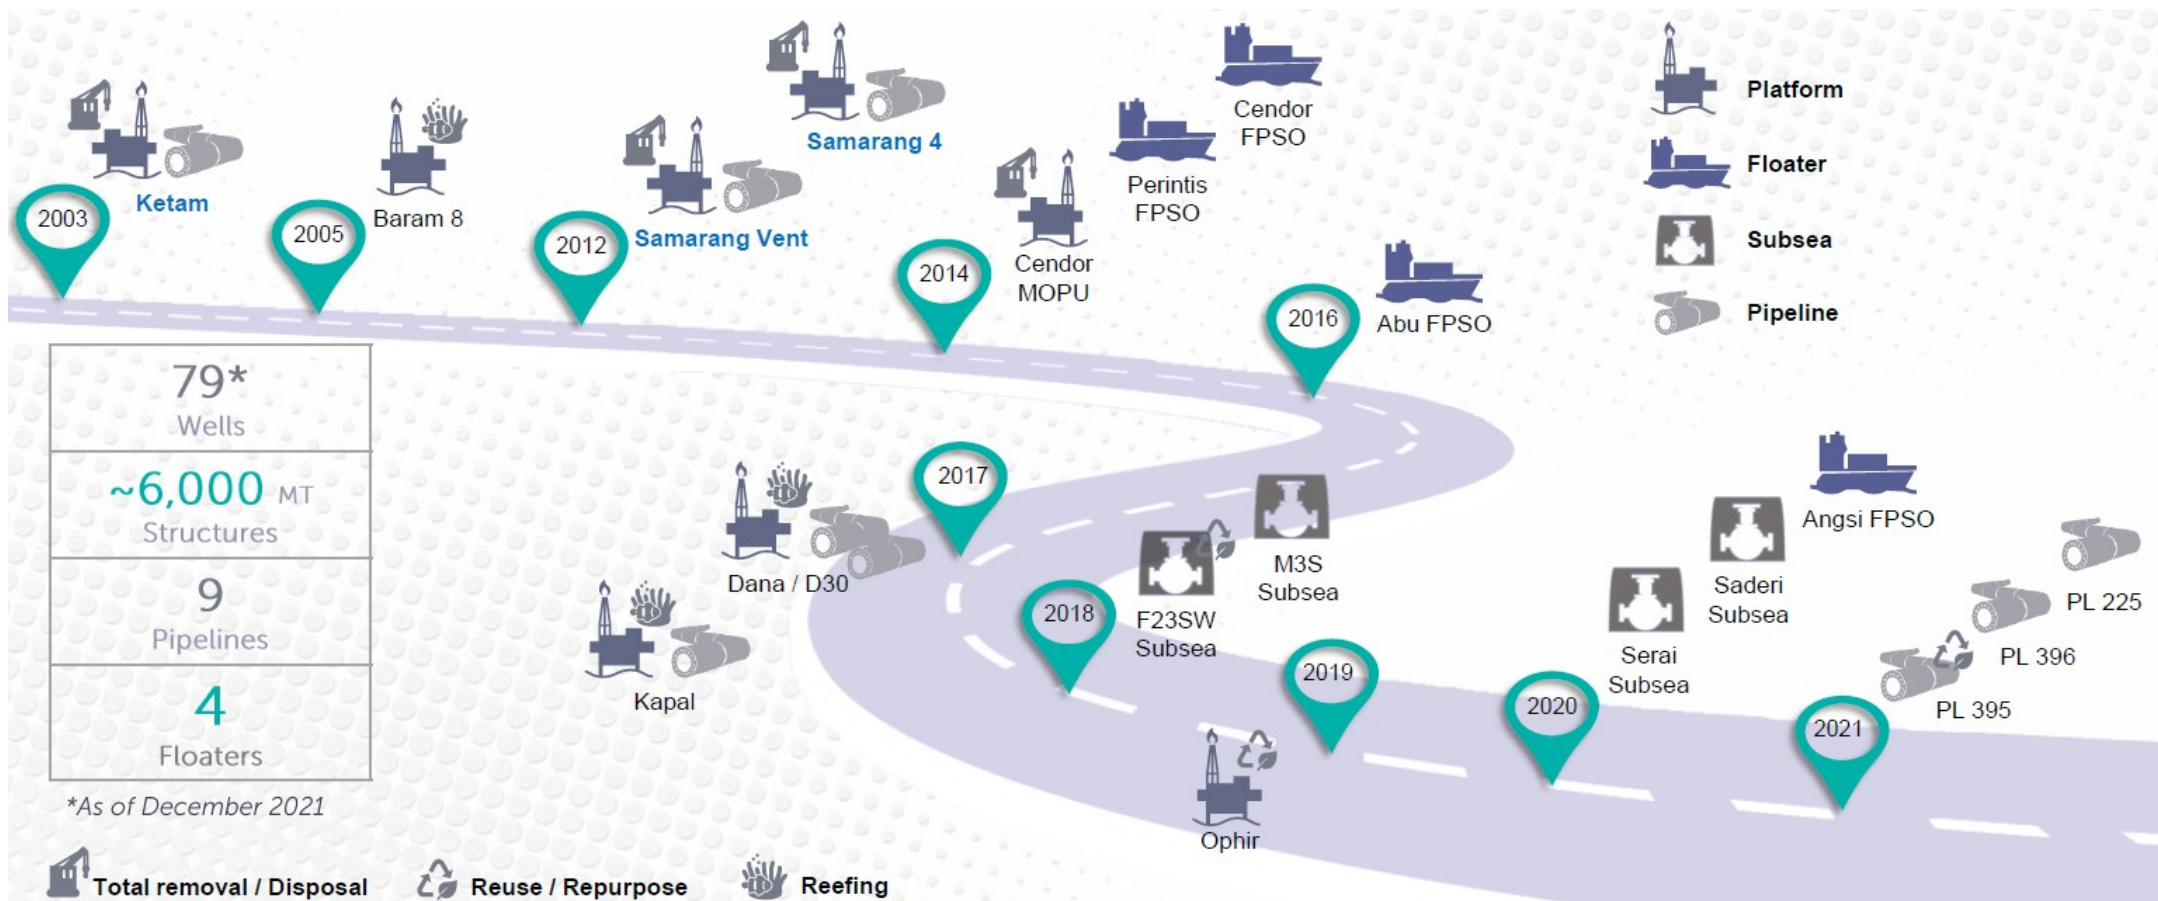 2003
Ketam
2005
Baram 8
2012
Samarang Vent
Samarang 4
2014
Cendor
MOPU
Perintis
FPSO
Cendor
FPSO
2016
Abu FPSO
Platform
Floater
Subsea
Pipeline
79*
Wells
~6,000 MT
Structures
9
Pipelines
4
Floaters
*As of December 2021
2017
Dana / D30
Kapal
2018
F23SW
Subsea
M3S
Subsea
2019
Ophir
2020
Serai
Subsea
Saderi
Subsea
Angsi FPSO
2021
PL 395
PL 396
PL 225
Total removal / Disposal
Reuse / Repurpose
Reefing